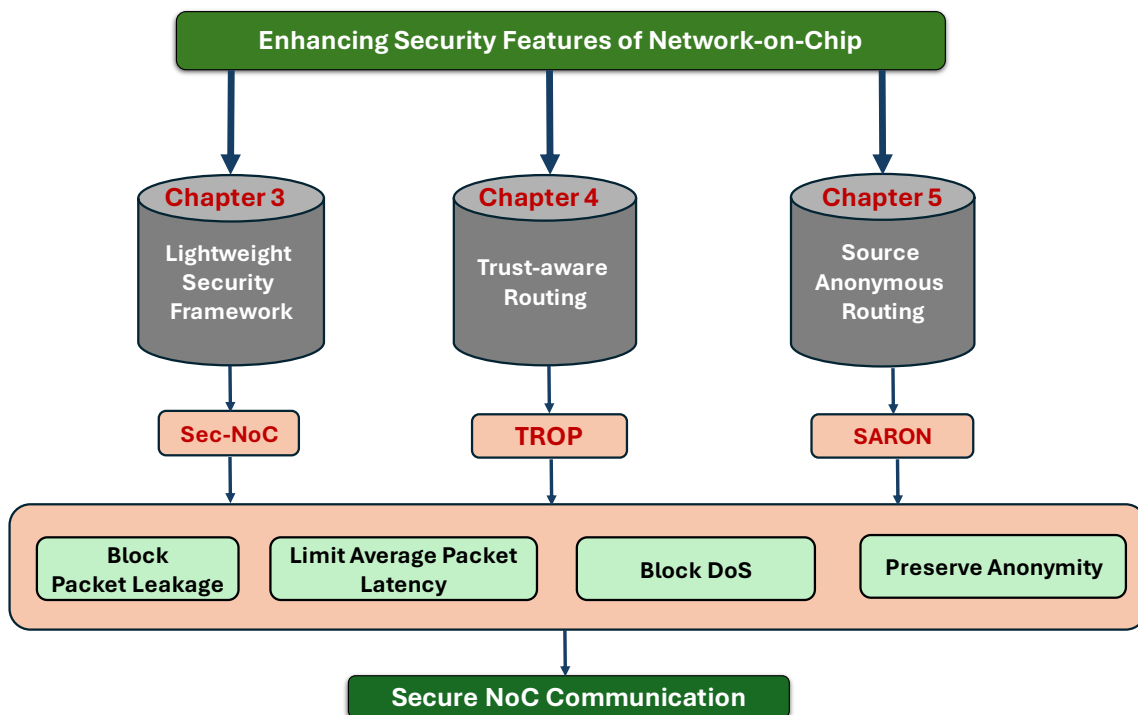 Enhancing Security Features of Network-on-Chip
Chapter 3
Lightweight
Security
Framework
Chapter 4
Trust-aware
Routing
Chapter 5
Source
Anonymous
Routing
Sec-NoC
TROP
SARON
Block
Packet Leakage
Limit Average Packet
Latency
Block DoS
Preserve Anonymity
Secure NoC Communication